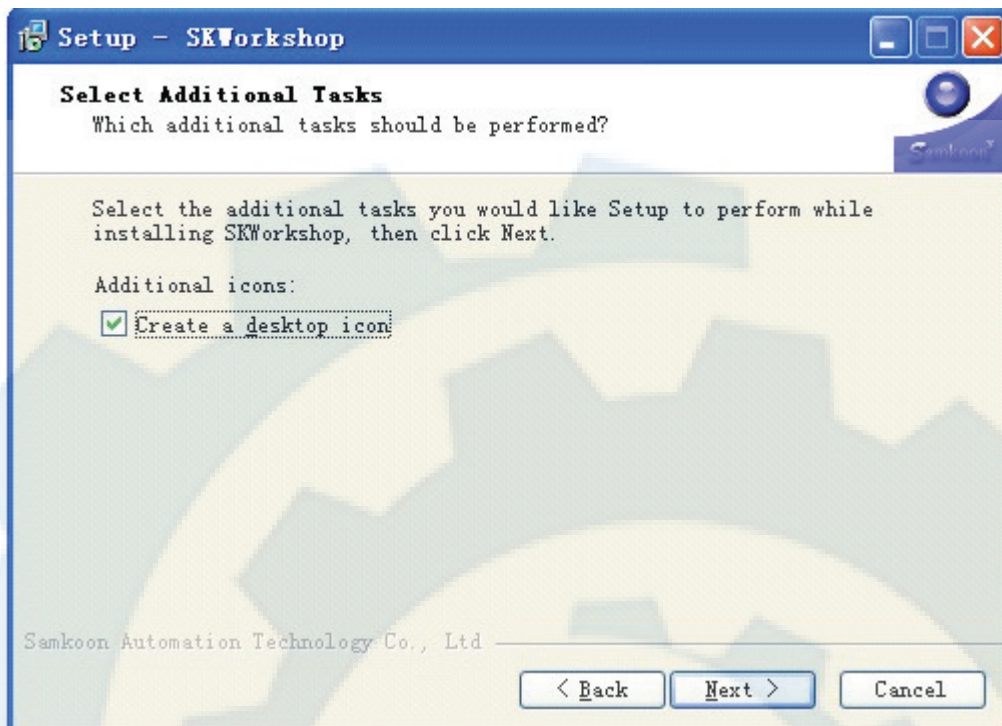 Setup - SKWorkshop
Select Additional Tasks
Which additional tasks should be performed?
Samkoon
Select the additional tasks you would like Setup to perform while
installing SKWorkshop, then click Next.
Additional icons:
Create a desktop icon
Samkoon Automation Technology Co., Ltd
< Back Next > Cancel